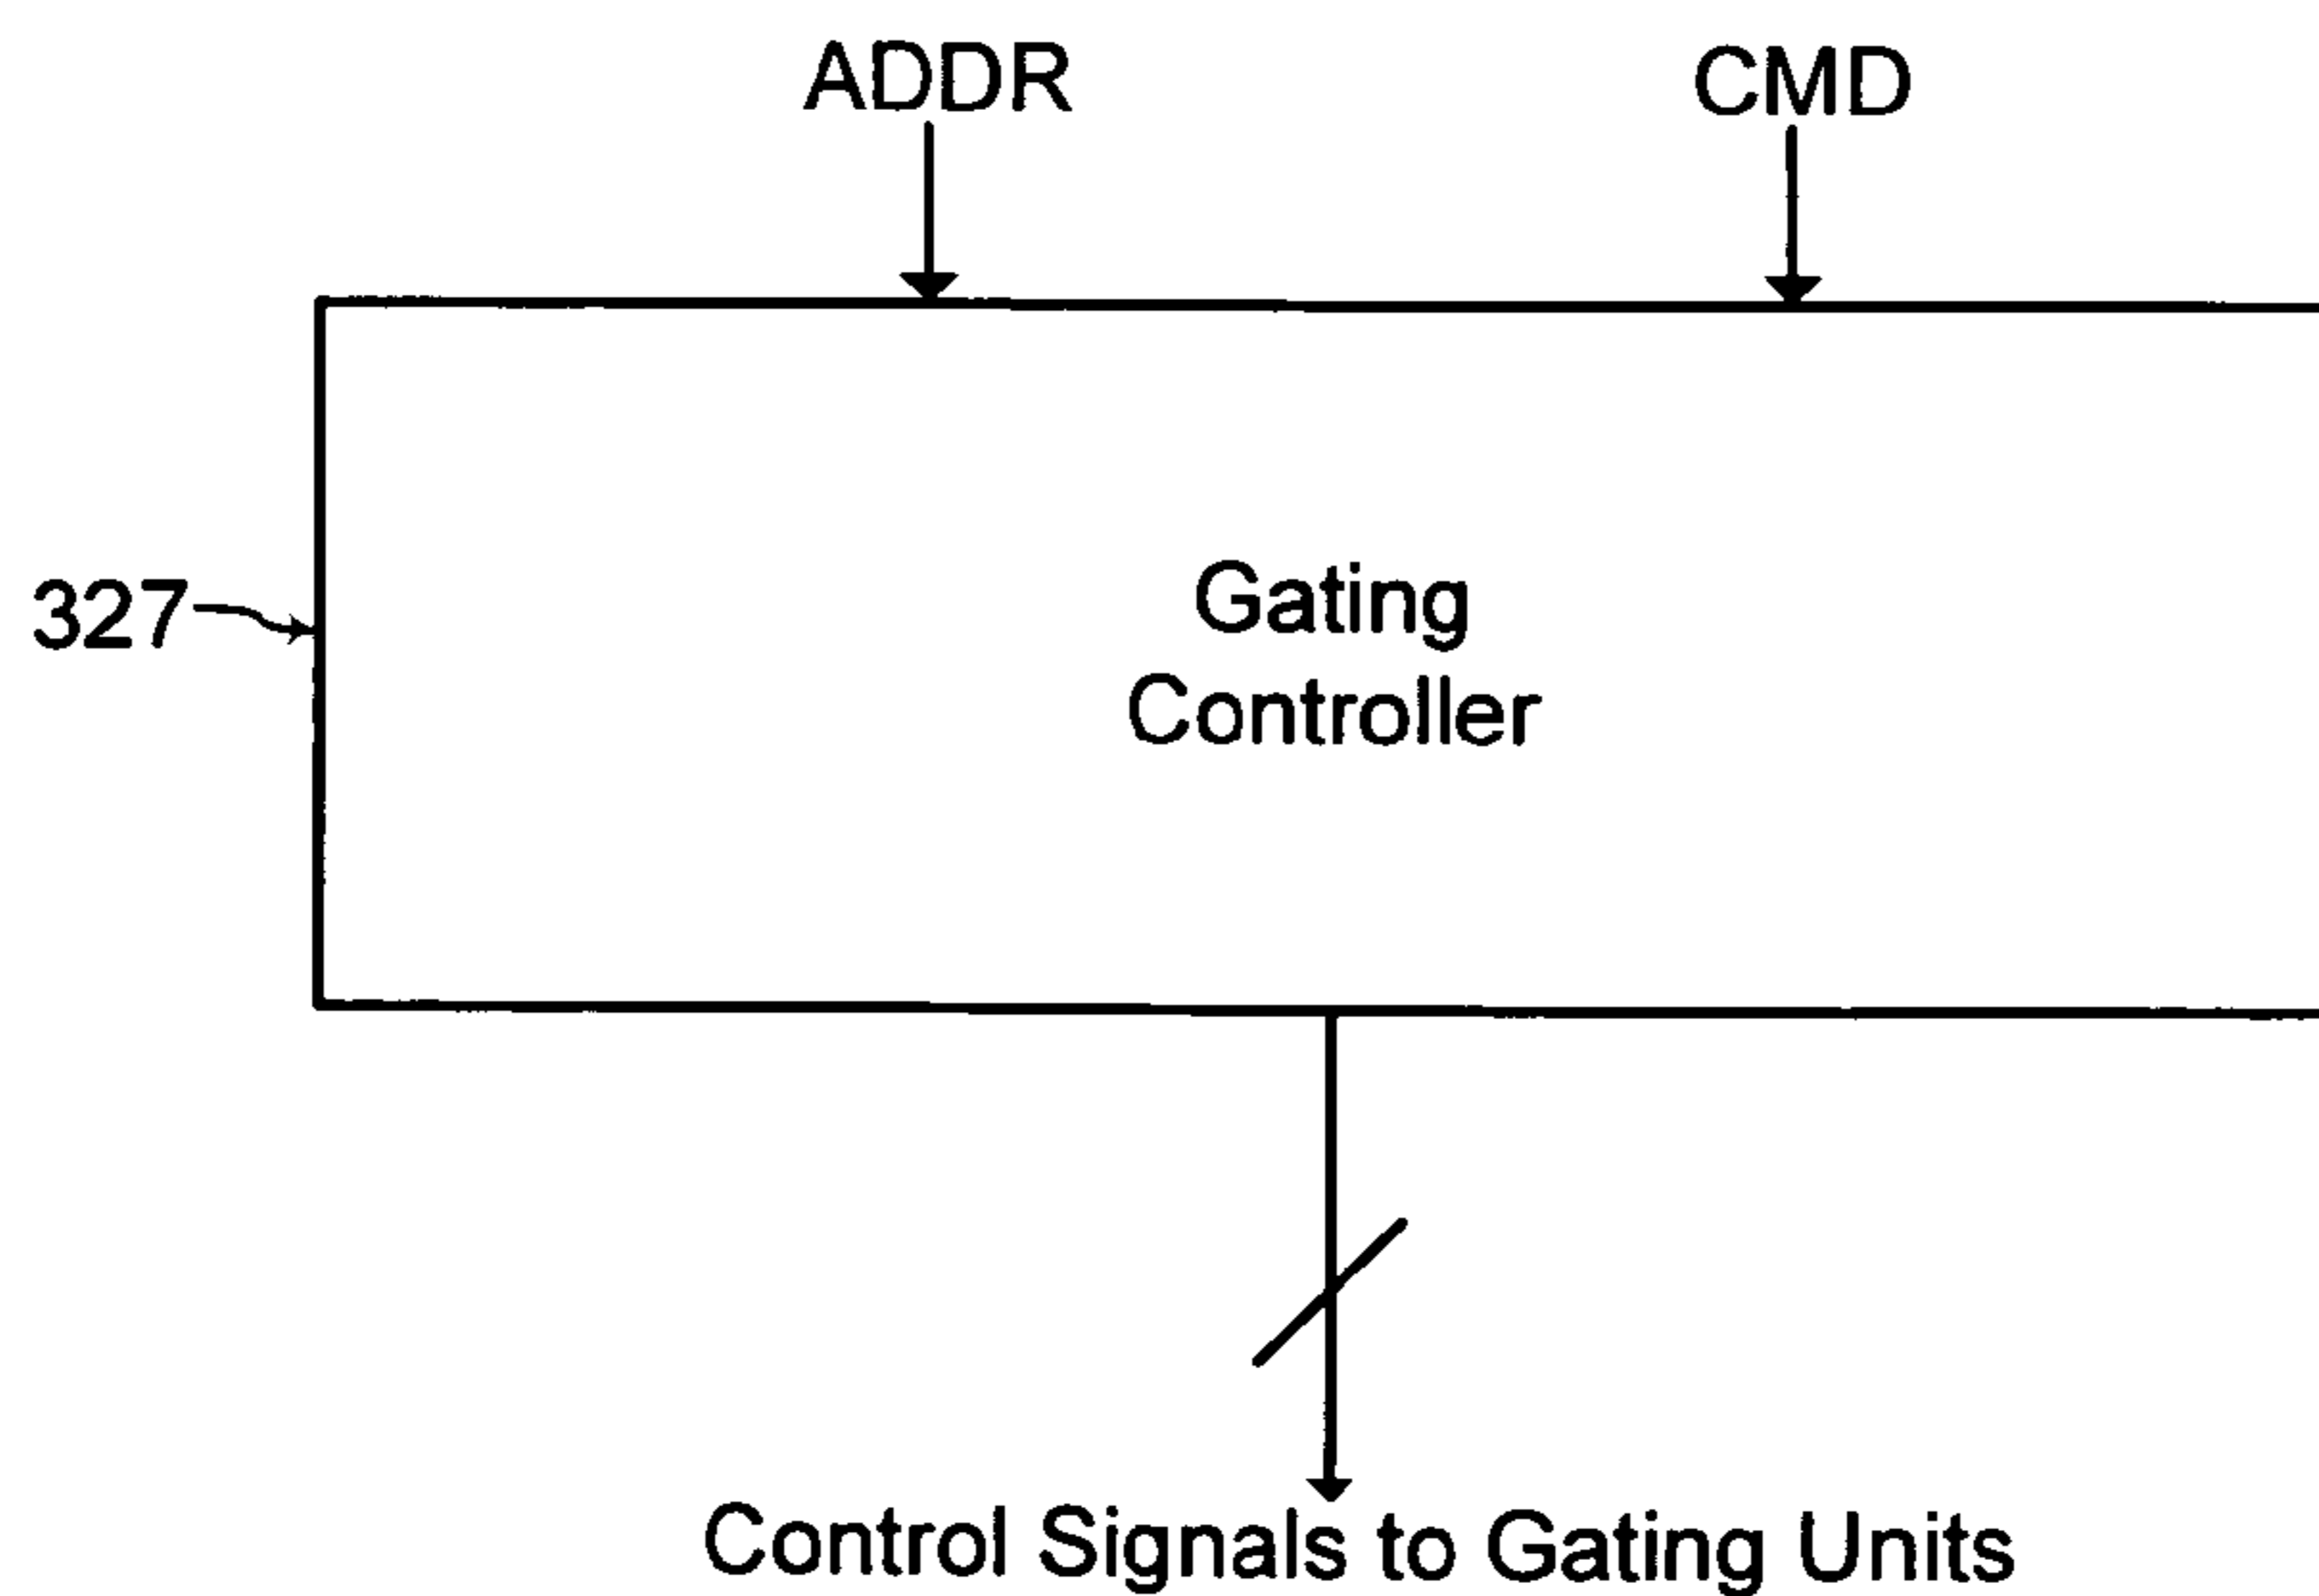 ADDR
CMD
327
Gating
Controller
Control Signals to Gating Units